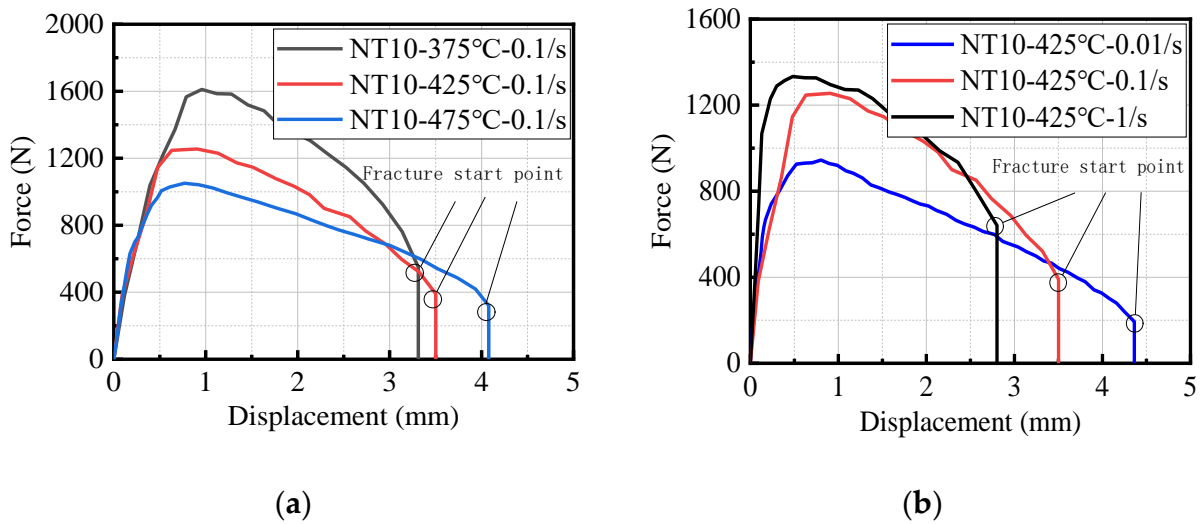 2000
1600
1200
800
400
0
Force (N)
NT10-375℃-0.1/s
NT10-425℃-0.1/s
NT10-475℃-0.1/s
Fracture start point
0 1 2 3 4 5
Displacement (mm)
(a)
1600
1200
800
400
0
Force (N)
NT10-425℃-0.01/s
NT10-425℃-0.1/s
NT10-425℃-1/s
Fracture start point
0 1 2 3 4 5
Displacement (mm)
(b)